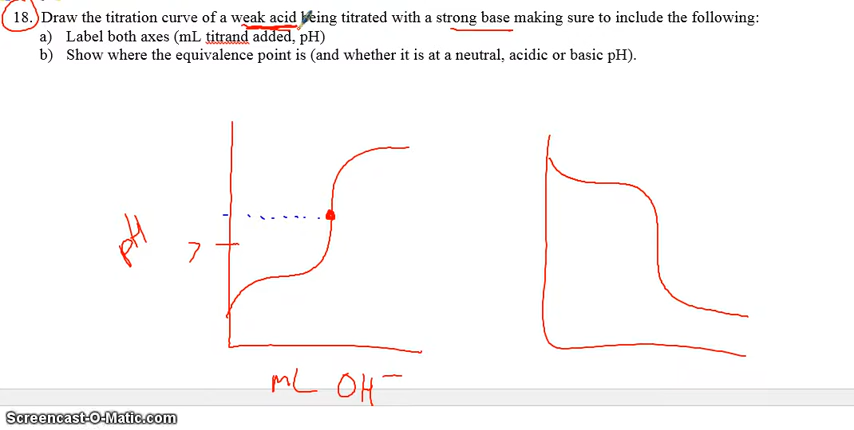 18. Draw the titration curve of a weak acid being titrated with a strong base making sure to include the following:
a) Label both axes (mL titrand added, pH)
b) Show where the equivalence point is (and whether it is at a neutral, acidic or basic pH).
pH
7
mL OH⁻
Screencast-O-Matic.com